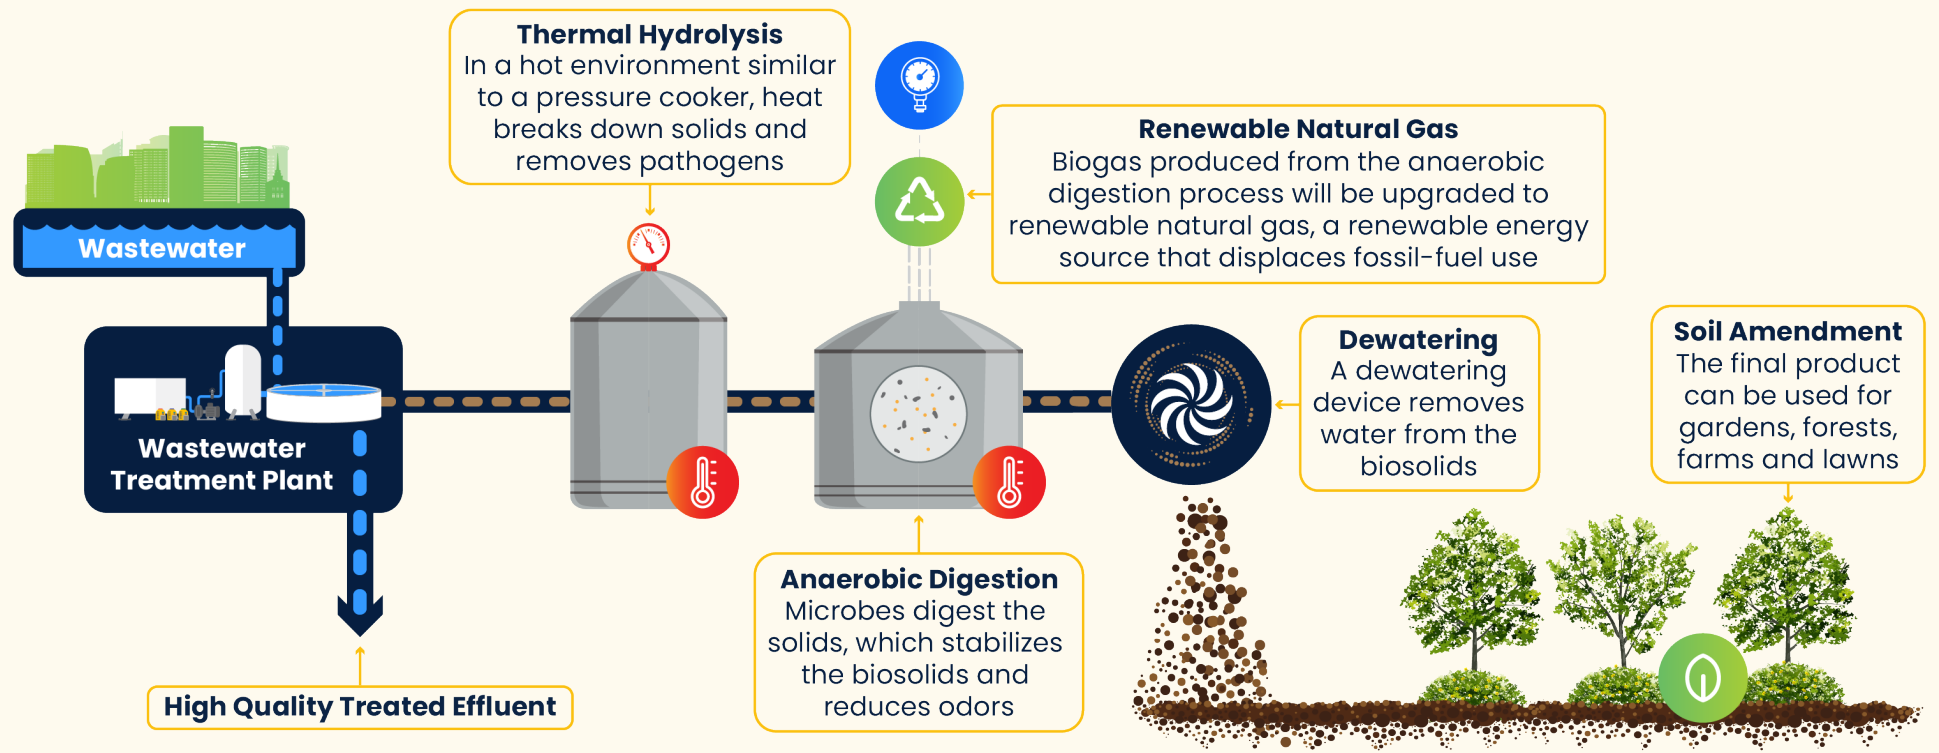 Thermal Hydrolysis
In a hot environment similar
to a pressure cooker, heat
breaks down solids and
removes pathogens
Renewable Natural Gas
Biogas produced from the anaerobic
digestion process will be upgraded to
renewable natural gas, a renewable energy
source that displaces fossil-fuel use
Wastewater
Wastewater
Treatment Plant
Dewatering
A dewatering
device removes
water from the
biosolids
Soil Amendment
The final product
can be used for
gardens, forests,
farms and lawns
Anaerobic Digestion
Microbes digest the
solids, which stabilizes
the biosolids and
reduces odors
High Quality Treated Effluent